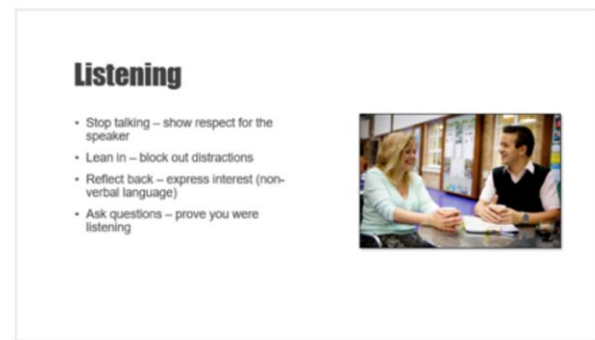 Listening
• Stop talking – show respect for the
speaker
• Lean in – block out distractions
• Reflect back – express interest (non-
verbal language)
• Ask questions – prove you were
listening